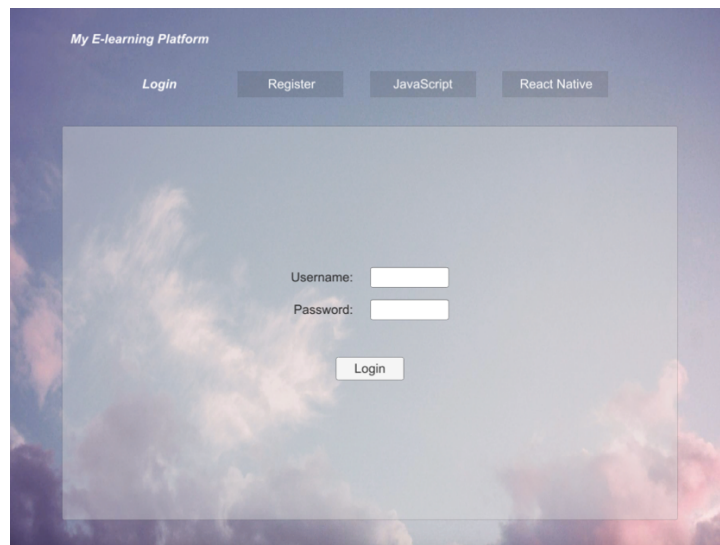 My E-learning Platform
Login Register JavaScript React Native
Username:
Password:
Login